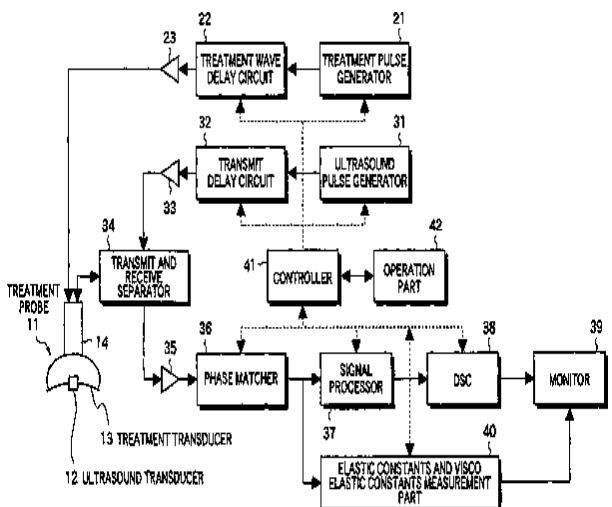 23
22
21
TREATMENT WAVE
DELAY CIRCUIT
TREATMENT PULSE
GENERATOR
32
31
TRANSMIT
DELAY CIRCUIT
ULTRASOUND
PULSE GENERATOR
33
34
TRANSMIT AND
RECEIVE
SEPARATOR
41
CONTROLLER
42
OPERATION
PART
TREATMENT
PROBE
11
14
35
36
PHASE MATCHER
SIGNAL
PROCESSOR
37
38
DSC
39
MONITOR
13 TREATMENT TRANSDUCER
12 ULTRASOUND TRANSDUCER
40
ELASTIC CONSTANTS AND VISCO
ELASTIC CONSTANTS MEASUREMENT
PART